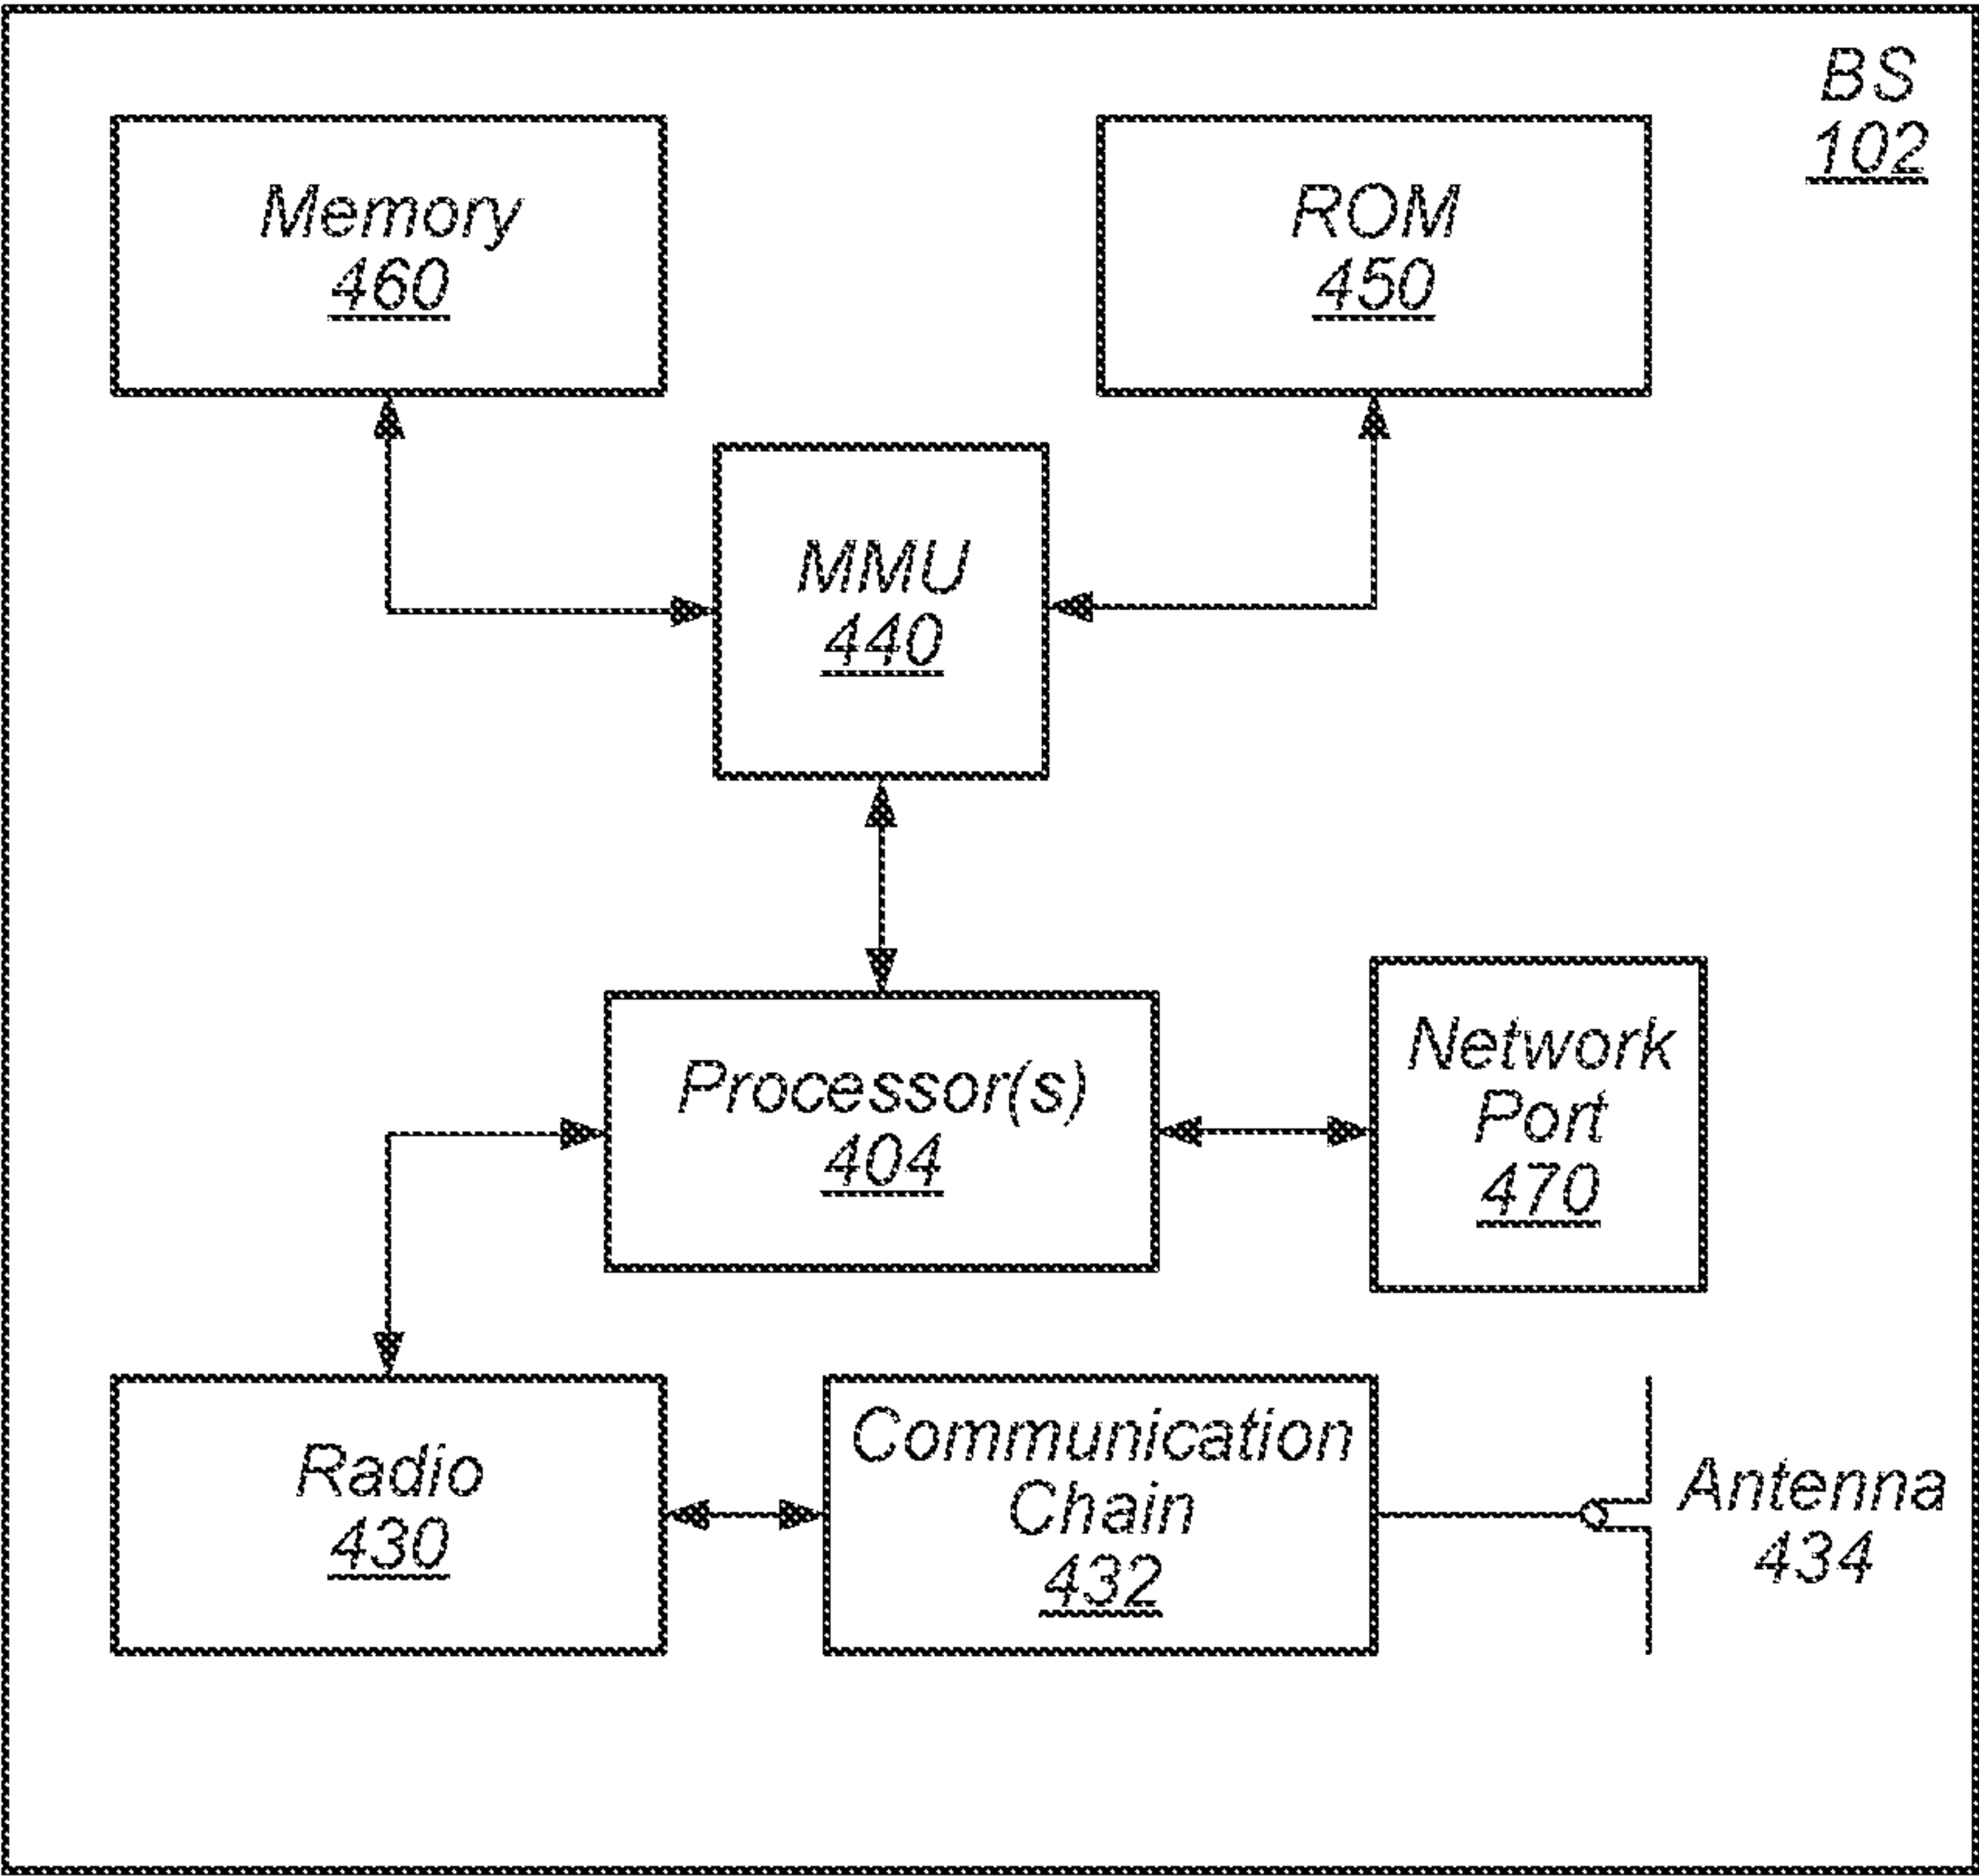 BS
102
Memory
460
ROM
450
MMU
440
Processor(s)
404
Network
Port
470
Radio
430
Communication
Chain
432
Antenna
434